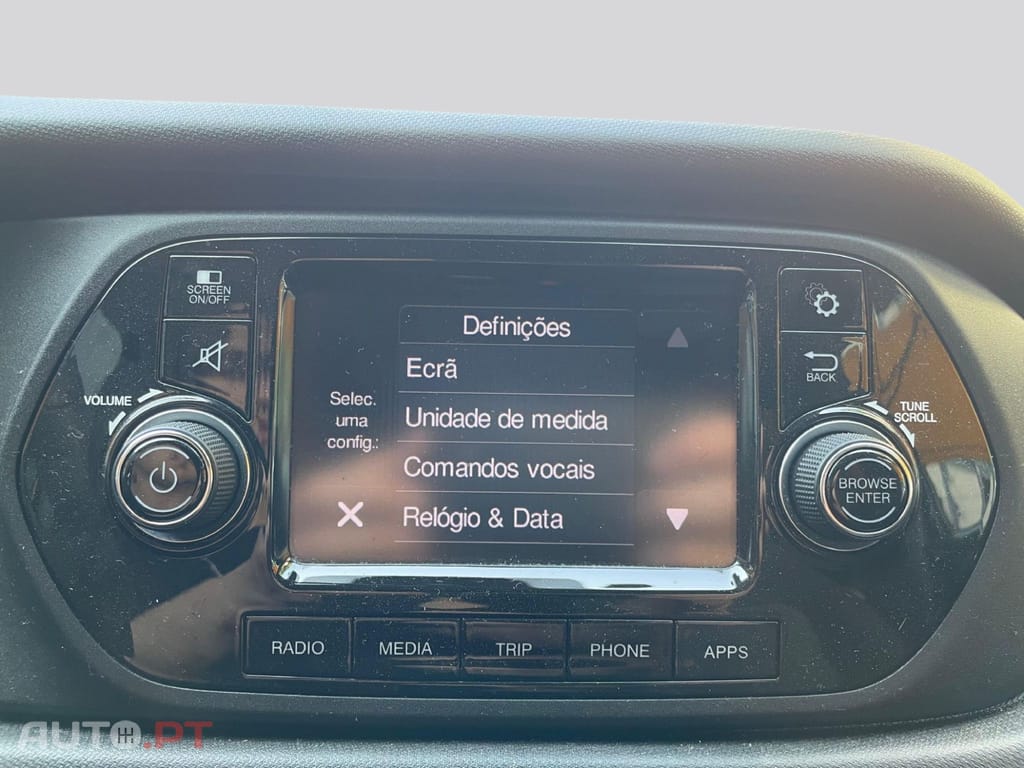 SCREEN
ON/OFF
VOLUME
Definições
Ecrã
Unidade de medida
Comandos vocais
Relógio & Data
Selec.
uma
config.:
BACK
TUNE
SCROLL
BROWSE
ENTER
RADIO
MEDIA
TRIP
PHONE
APPS
AUTO.PT